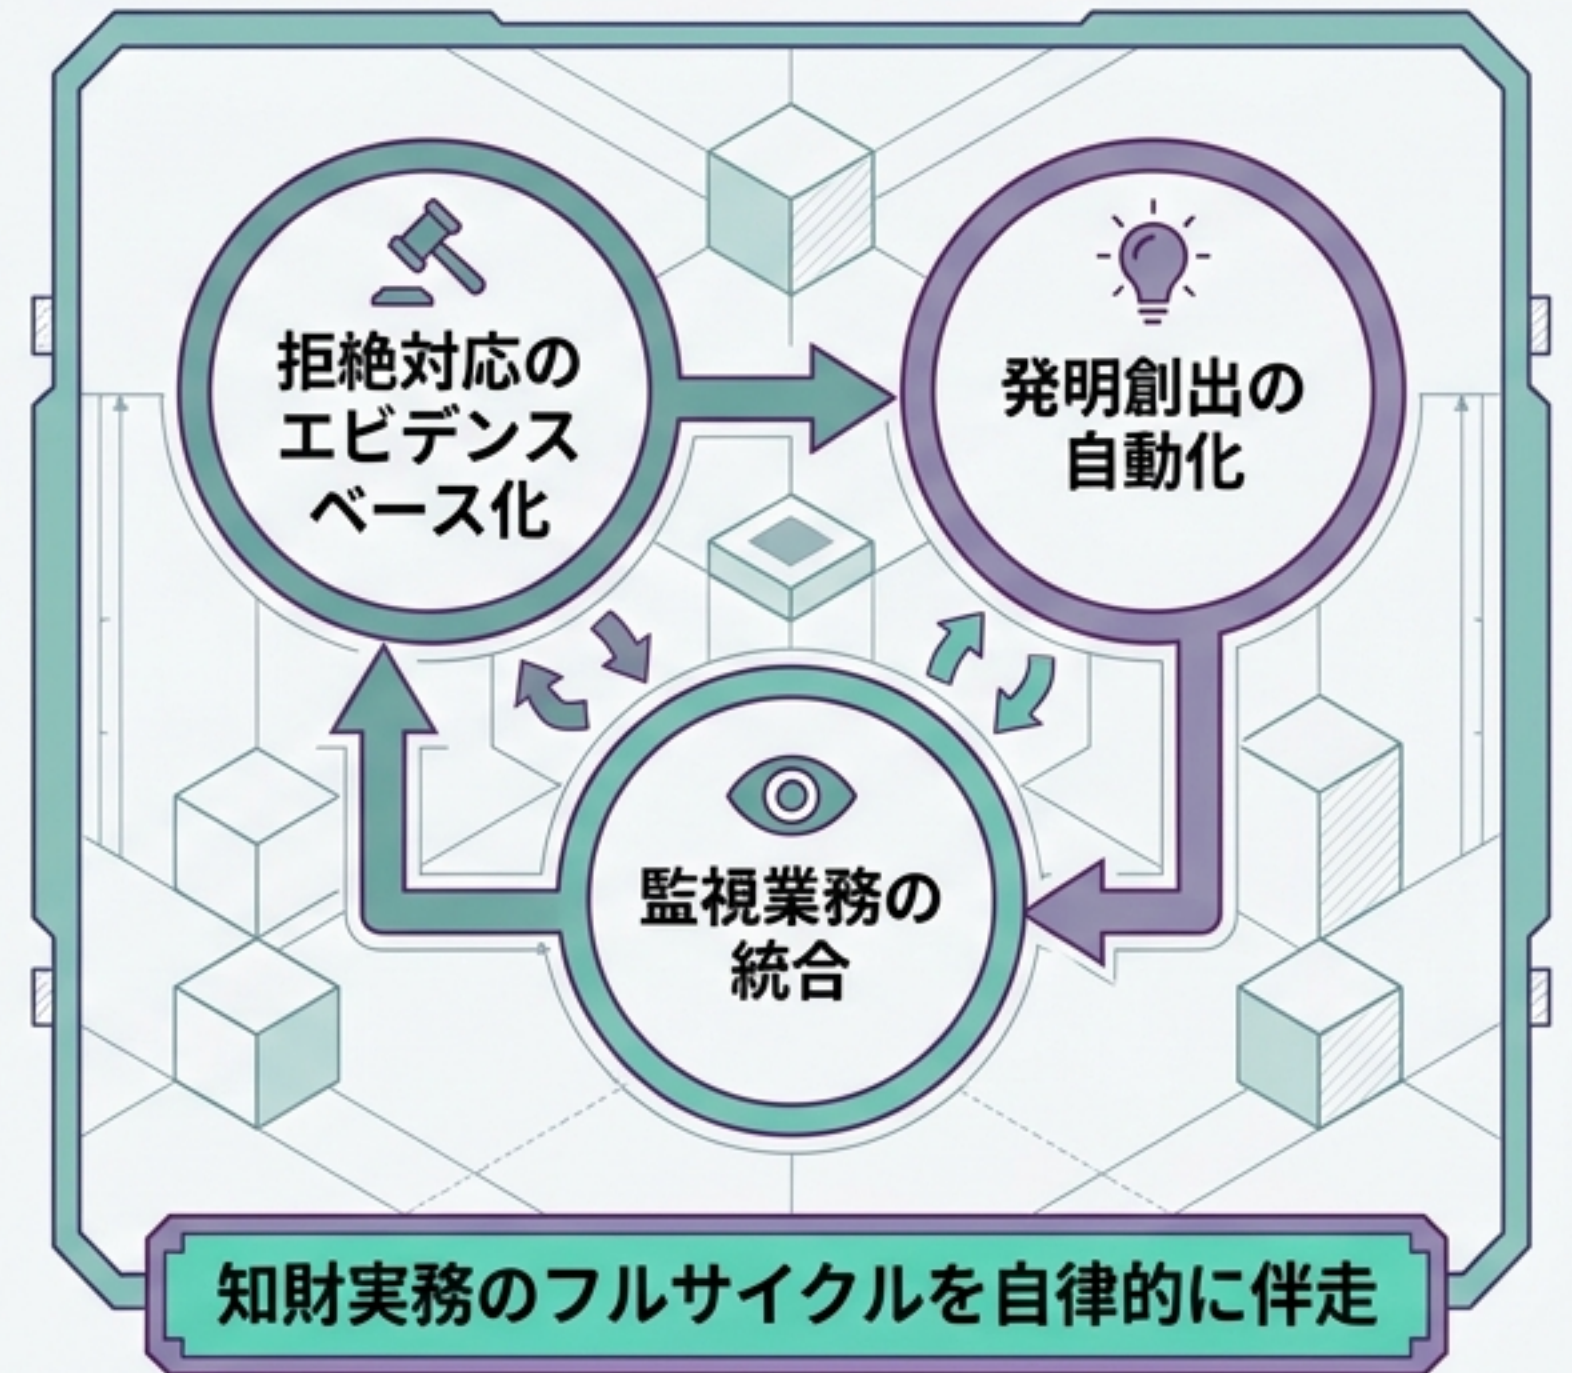 拒絶対応の
エビデンス
ベース化
発明創出の
自動化
監視業務の
統合
知財実務のフルサイクルを自律的に伴走